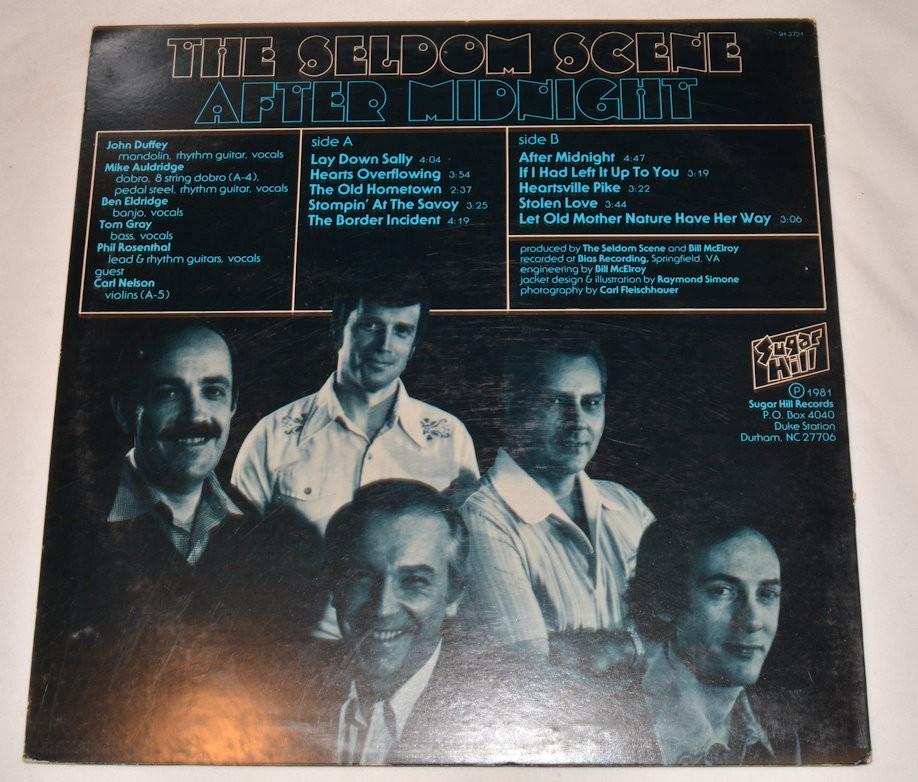 SH-3721
THE SELDOM SCENE
AFTER MIDNIGHT
John Duffey
mandolin, rhythm guitar, vocals
Mike Auldridge
dobro, 8 string dobro (A-4),
pedal steel, rhythm guitar, vocals
Ben Eldridge
banjo, vocals
Tom Gray
bass, vocals
Phil Rosenthal
lead & rhythm guitars, vocals
guest
Carl Nelson
violins (A-5)
side A
Lay Down Sally 4:04
Hearts Overflowing 3:54
The Old Hometown 2:37
Stompin' At The Savoy 3:25
The Border Incident 4:19
side B
After Midnight 4:47
If I Had Left It Up To You 3:19
Heartsville Pike 3:22
Stolen Love 3:44
Let Old Mother Nature Have Her Way 3:06
produced by The Seldom Scene and Bill McElroy
recorded at Bias Recording, Springfield, VA
engineering by Bill McElroy
jacket design & illustration by Raymond Simone
photography by Carl Fleischhauer
Sugar
Hill
Ⓟ 1981
Sugar Hill Records
P.O. Box 4040
Duke Station
Durham, NC 27706